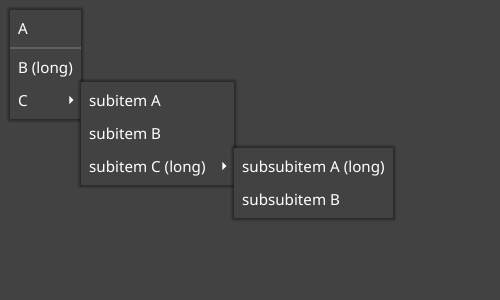 A
B (long)
C
subitem A
subitem B
subitem C (long)
subsubitem A (long)
subsubitem B